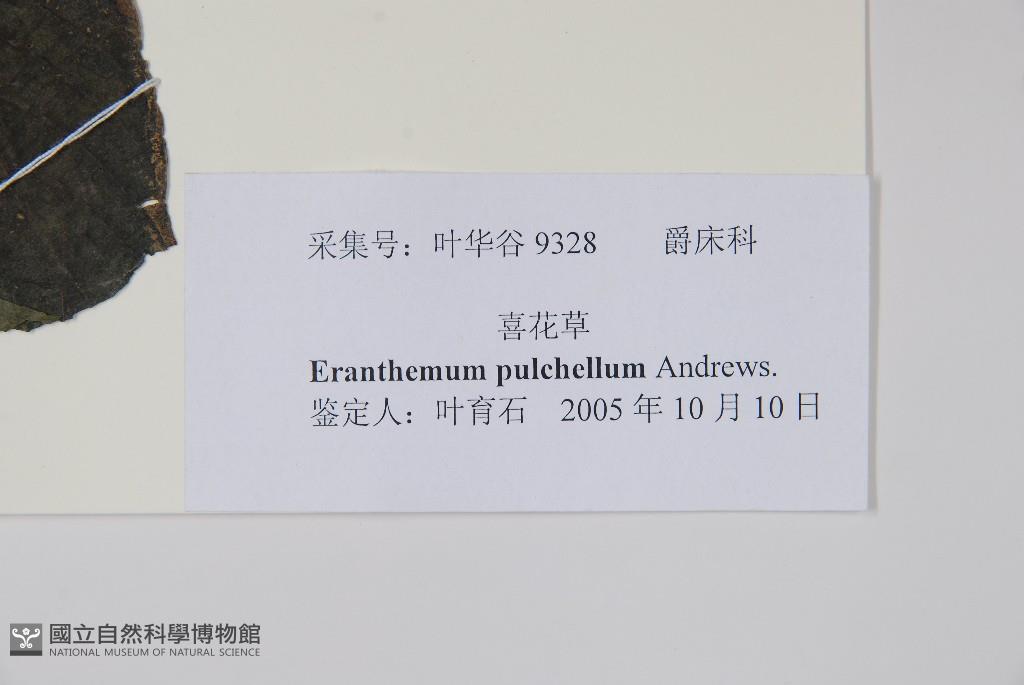 采集号：叶华谷 9328 爵床科
喜花草
Eranthemum pulchellum Andrews.
鉴定人：叶育石 2005 年 10 月 10 日
國立自然科學博物館
NATIONAL MUSEUM OF NATURAL SCIENCE